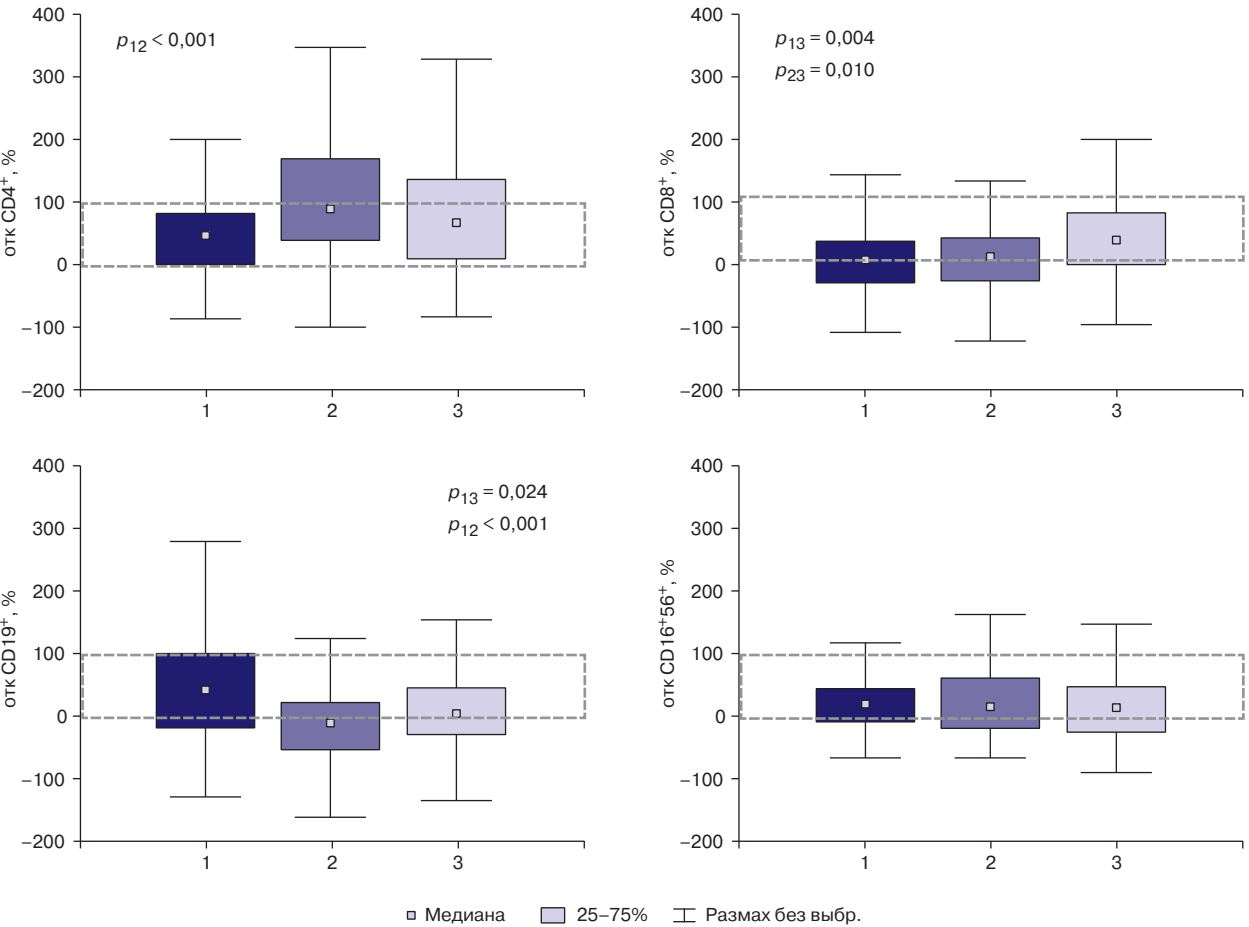 400
300
200
100
0
−100
−200
отк CD4⁺, %
p₁₂ < 0,001
1 2 3
400
300
200
100
0
−100
−200
отк CD8⁺, %
p₁₃ = 0,004
p₂₃ = 0,010
1 2 3
400
300
200
100
0
−100
−200
отк CD19⁺, %
p₁₃ = 0,024
p₁₂ < 0,001
1 2 3
400
300
200
100
0
−100
−200
отк CD16⁺56⁺, %
1 2 3
Медиана 25–75% Размах без выбр.